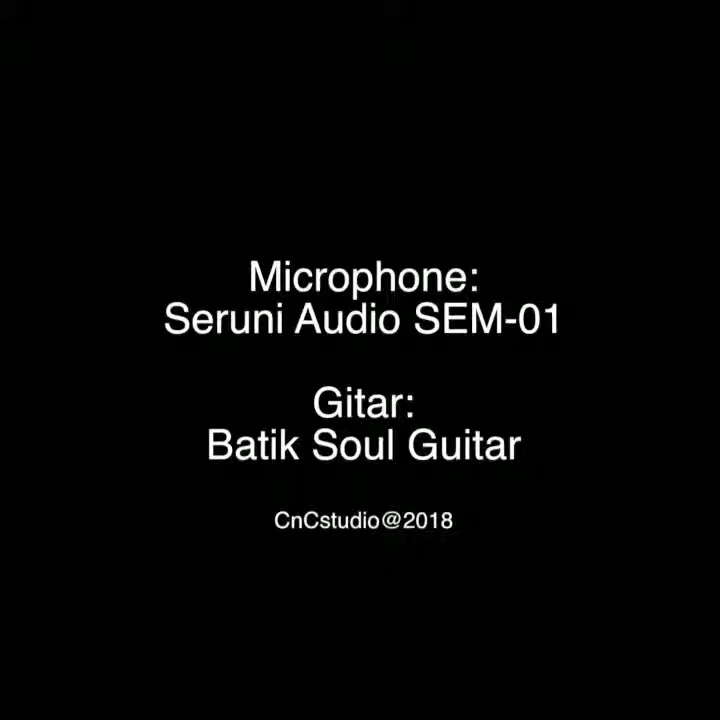 Microphone:
Seruni Audio SEM-01
Gitar:
Batik Soul Guitar
CnCstudio@2018